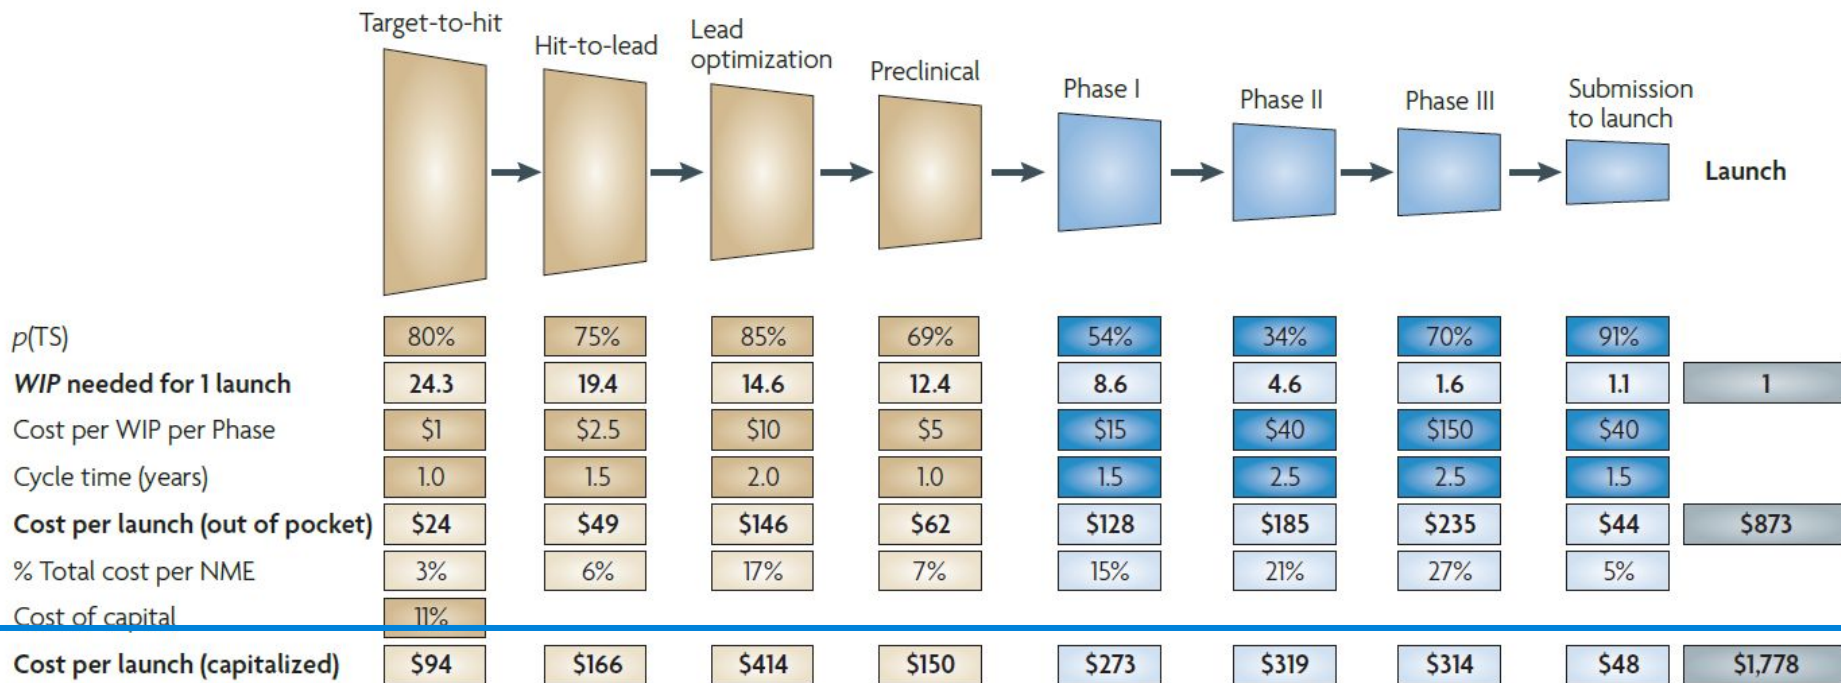 Target-to-hit
Hit-to-lead
Lead
optimization
Preclinical
Phase I
Phase II
Phase III
Submission
to launch
Launch
p(TS) 80% 75% 85% 69% 54% 34% 70% 91%
WIP needed for 1 launch 24.3 19.4 14.6 12.4 8.6 4.6 1.6 1.1 1
Cost per WIP per Phase $1 $2.5 $10 $5 $15 $40 $150 $40
Cycle time (years) 1.0 1.5 2.0 1.0 1.5 2.5 2.5 1.5
Cost per launch (out of pocket) $24 $49 $146 $62 $128 $185 $235 $44 $873
% Total cost per NME 3% 6% 17% 7% 15% 21% 27% 5%
Cost of capital 11%
Cost per launch (capitalized) $94 $166 $414 $150 $273 $319 $314 $48 $1,778